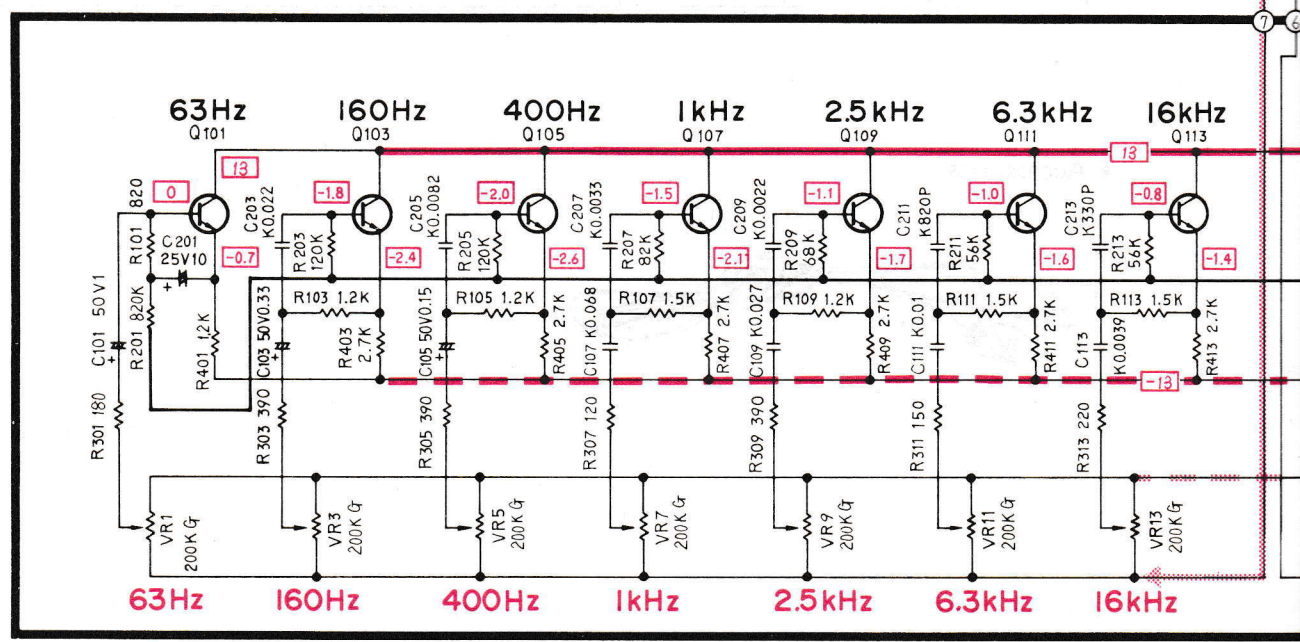 7 6
63Hz 160Hz 400Hz 1kHz 2.5kHz 6.3kHz 16kHz
Q101 Q103 Q105 Q107 Q109 Q111 Q113
13 13
0 -1.8 -2.0 -1.5 -1.1 -1.0 -0.8
R101 820
C201 25V10
C203 K0.022
R203 120K
C205 K0.0082
R205 120K
C207 K0.0033
R207 82K
C209 K0.0022
R209 68K
C211 K820P
R211 56K
C213 K330P
R213 56K
-0.7 -2.4 -2.6 -2.11 -1.7 -1.6 -1.4
C101 50V1
R201 820K
R401 1.2K
R103 1.2K
C103 50V0.33
R403 2.7K
R105 1.2K
C105 50V0.15
R405 2.7K
R107 1.5K
C107 K0.068
R407 2.7K
R109 1.2K
C109 K0.027
R409 2.7K
R111 1.5K
C111 K0.01
R411 2.7K
R113 1.5K
C113 K0.0039
R413 2.7K
-13
R301 180
R303 390
R305 390
R307 120
R309 390
R311 150
R313 220
VR1 200KG
VR3 200KG
VR5 200KG
VR7 200KG
VR9 200KG
VR11 200KG
VR13 200KG
63Hz 160Hz 400Hz 1kHz 2.5kHz 6.3kHz 16kHz